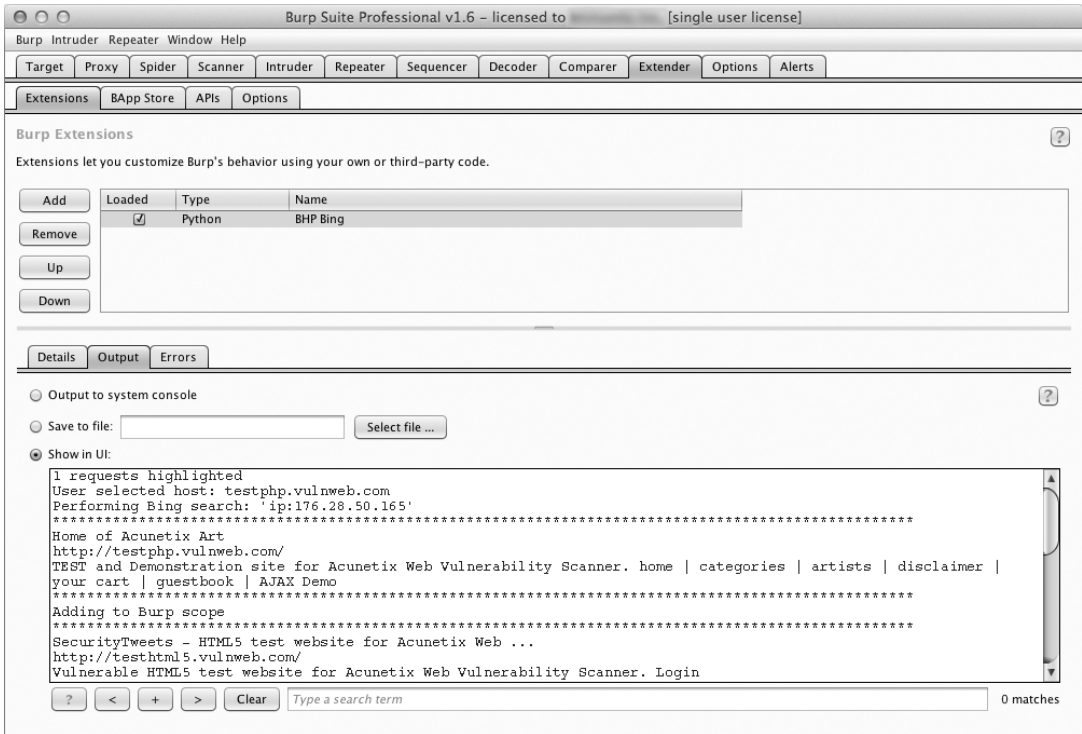 Burp Suite Professional v1.6 – licensed to [single user license]
Burp Intruder Repeater Window Help
Target Proxy Spider Scanner Intruder Repeater Sequencer Decoder Comparer Extender Options Alerts
Extensions BApp Store APIs Options
Burp Extensions
?
Extensions let you customize Burp's behavior using your own or third-party code.
Add
Loaded Type Name
Python BHP Bing
Remove
Up
Down
Details Output Errors
Output to system console
?
Save to file: Select file ...
Show in UI:
1 requests highlighted
User selected host: testphp.vulnweb.com
Performing Bing search: 'ip:176.28.50.165'
****************************************************************************************************
Home of Acunetix Art
http://testphp.vulnweb.com/
TEST and Demonstration site for Acunetix Web Vulnerability Scanner. home | categories | artists | disclaimer |
your cart | guestbook | AJAX Demo
****************************************************************************************************
Adding to Burp scope
****************************************************************************************************
SecurityTweets - HTML5 test website for Acunetix Web ...
http://testhtml5.vulnweb.com/
Vulnerable HTML5 test website for Acunetix Web Vulnerability Scanner. Login
? < + > Clear Type a search term 0 matches